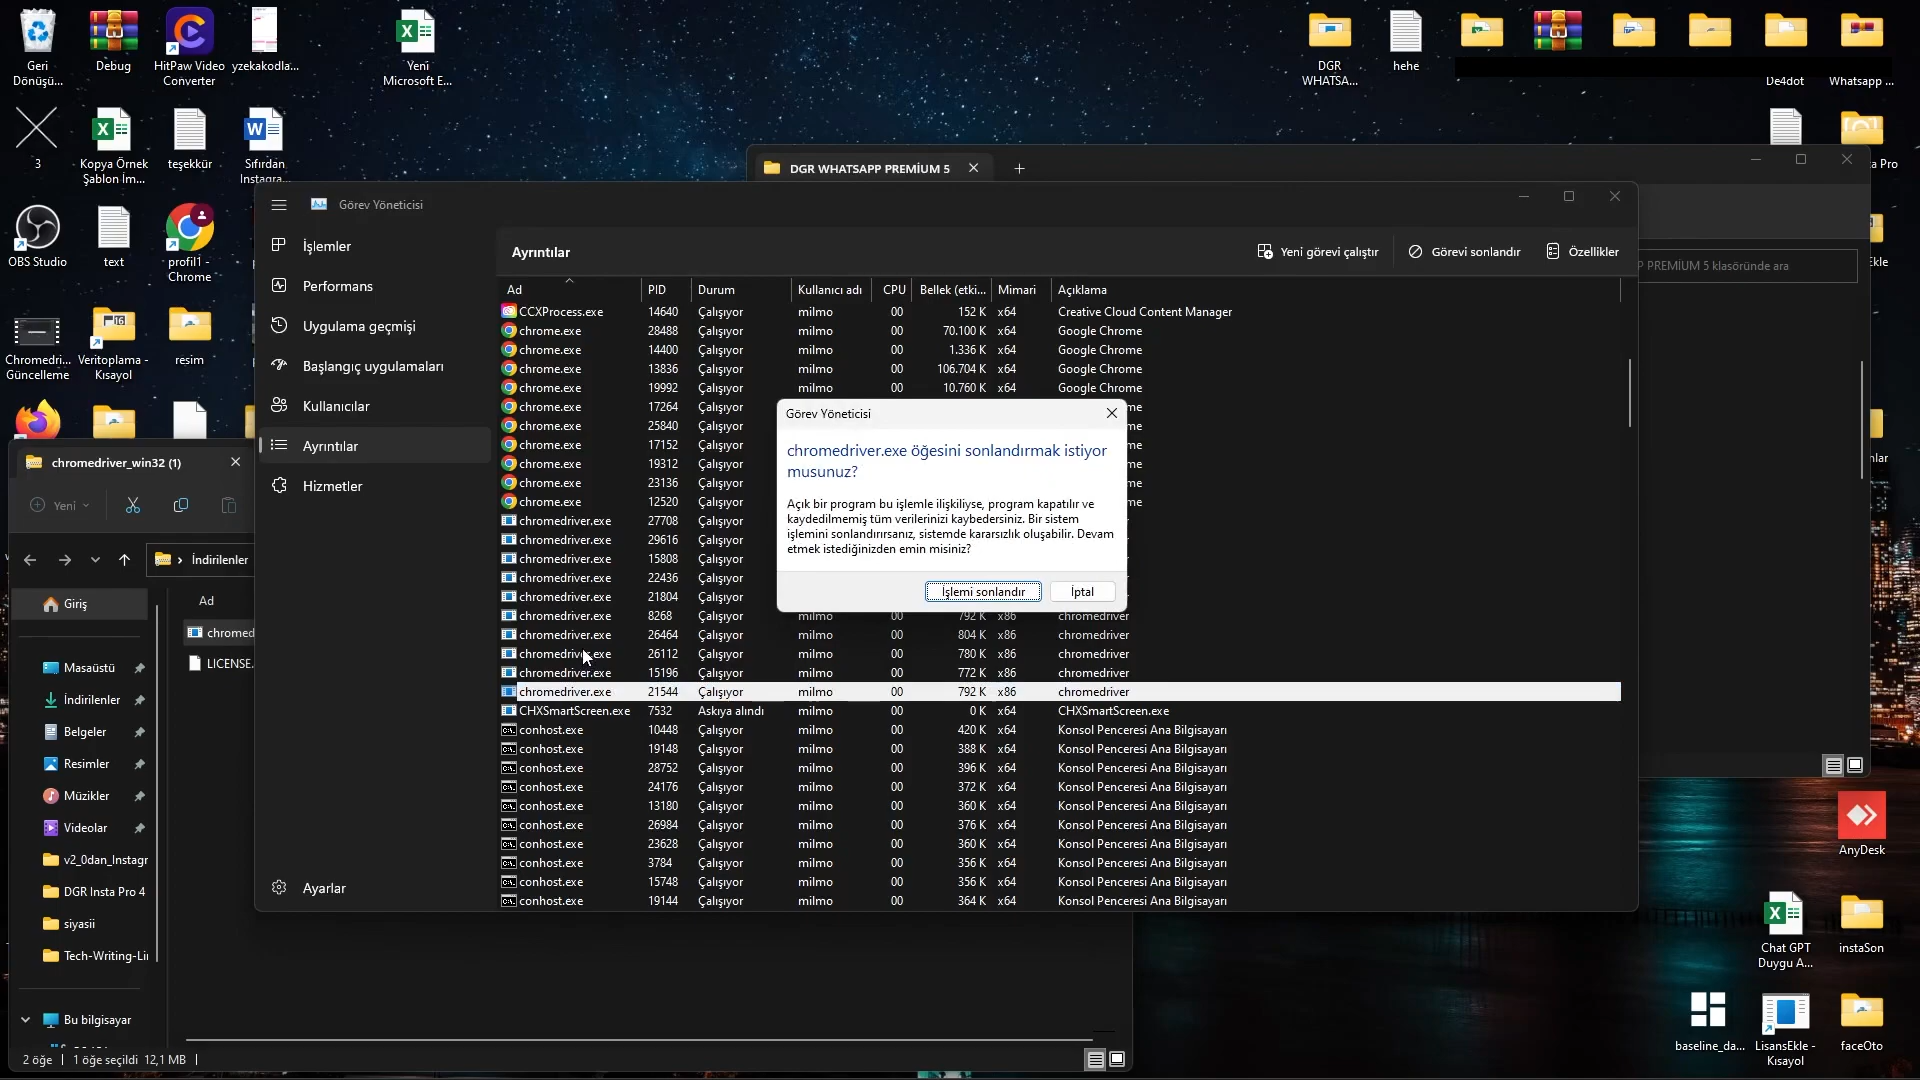 Geri
Dönüşü...
Debug
HitPaw Video
Converter
yzekakodla...
Yeni
Microsoft E...
DGR
WHATSA...
hehe
De4dot
Whatsapp ...
3
Kopya Örnek
Şablon İm...
teşekkür
Sıfırdan
Instagra...
OBS Studio
text
profil1 -
Chrome
Chromedri...
Güncelleme
Veritoplama -
Kısayol
resim
DGR WHATSAPP PREMİUM 5
PREMİUM 5 klasöründe ara
Görev Yöneticisi
İşlemler
Performans
Uygulama geçmişi
Başlangıç uygulamaları
Kullanıcılar
Ayrıntılar
Hizmetler
Ayarlar
Ayrıntılar
Yeni görevi çalıştır
Görevi sonlandır
Özellikler
Ad PID Durum Kullanıcı adı CPU Bellek (etki... Mimari Açıklama
CCXProcess.exe 14640 Çalışıyor milmo 00 152 K x64 Creative Cloud Content Manager
chrome.exe 28488 Çalışıyor milmo 00 70.100 K x64 Google Chrome
chrome.exe 14400 Çalışıyor milmo 00 1.336 K x64 Google Chrome
chrome.exe 13836 Çalışıyor milmo 00 106.704 K x64 Google Chrome
chrome.exe 19992 Çalışıyor milmo 00 10.760 K x64 Google Chrome
chrome.exe 17264 Çalışıyor me
chrome.exe 25840 Çalışıyor me
chrome.exe 17152 Çalışıyor me
chrome.exe 19312 Çalışıyor me
chrome.exe 23136 Çalışıyor me
chrome.exe 12520 Çalışıyor me
chromedriver.exe 27708 Çalışıyor r
chromedriver.exe 29616 Çalışıyor r
chromedriver.exe 15808 Çalışıyor r
chromedriver.exe 22436 Çalışıyor r
chromedriver.exe 21804 Çalışıyor r
chromedriver.exe 8268 Çalışıyor milmo 00 792 K x86 chromedriver
chromedriver.exe 26464 Çalışıyor milmo 00 804 K x86 chromedriver
chromedriver.exe 26112 Çalışıyor milmo 00 780 K x86 chromedriver
chromedriver.exe 15196 Çalışıyor milmo 00 772 K x86 chromedriver
chromedriver.exe 21544 Çalışıyor milmo 00 792 K x86 chromedriver
CHXSmartScreen.exe 7532 Askıya alındı milmo 00 0 K x64 CHXSmartScreen.exe
conhost.exe 10448 Çalışıyor milmo 00 420 K x64 Konsol Penceresi Ana Bilgisayarı
conhost.exe 19148 Çalışıyor milmo 00 388 K x64 Konsol Penceresi Ana Bilgisayarı
conhost.exe 28752 Çalışıyor milmo 00 396 K x64 Konsol Penceresi Ana Bilgisayarı
conhost.exe 24176 Çalışıyor milmo 00 372 K x64 Konsol Penceresi Ana Bilgisayarı
conhost.exe 13180 Çalışıyor milmo 00 360 K x64 Konsol Penceresi Ana Bilgisayarı
conhost.exe 26984 Çalışıyor milmo 00 376 K x64 Konsol Penceresi Ana Bilgisayarı
conhost.exe 23628 Çalışıyor milmo 00 360 K x64 Konsol Penceresi Ana Bilgisayarı
conhost.exe 3784 Çalışıyor milmo 00 356 K x64 Konsol Penceresi Ana Bilgisayarı
conhost.exe 15748 Çalışıyor milmo 00 356 K x64 Konsol Penceresi Ana Bilgisayarı
conhost.exe 19144 Çalışıyor milmo 00 364 K x64 Konsol Penceresi Ana Bilgisayarı
Görev Yöneticisi
chromedriver.exe öğesini sonlandırmak istiyor
musunuz?
Açık bir program bu işlemle ilişkiliyse, program kapatılır ve
kaydedilmemiş tüm verilerinizi kaybedersiniz. Bir sistem
işlemini sonlandırırsanız, sistemde kararsızlık oluşabilir. Devam
etmek istediğinizden emin misiniz?
İşlemi sonlandır
İptal
chromedriver_win32 (1)
Yeni
İndirilenler
Giriş
Ad
chromed
LICENSE.
Masaüstü
İndirilenler
Belgeler
Resimler
Müzikler
Videolar
v2_0dan_Instagr
DGR Insta Pro 4
siyasii
Tech-Writing-Lin
Bu bilgisayar
2 öğe
1 öğe seçildi 12,1 MB
a Pro
Ekle
nlar
AnyDesk
Chat GPT
Duygu A...
instaSon
baseline_da...
LisansEkle -
Kısayol
faceOto